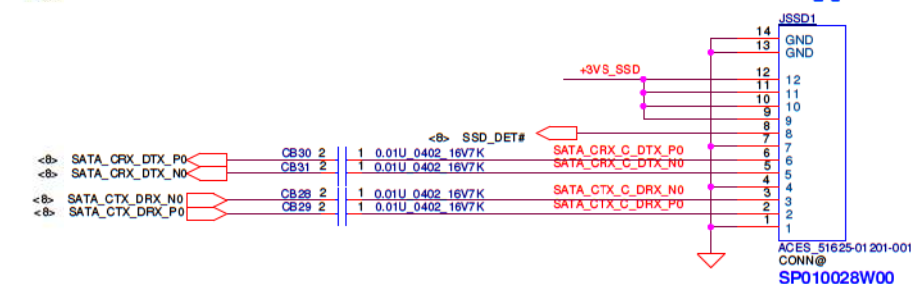 JSSD1
14 GND
13 GND
+3VS_SSD
12 12
11 11
10 10
9 9
<8> SSD_DET# 8 8
7 7
<8> SATA_CRX_DTX_P0 CB30 2 1 0.01U_0402_16V7K SATA_CRX_C_DTX_P0 6 6
<8> SATA_CRX_DTX_N0 CB31 2 1 0.01U_0402_16V7K SATA_CRX_C_DTX_N0 5 5
4 4
<8> SATA_CTX_DRX_N0 CB28 2 1 0.01U_0402_16V7K SATA_CTX_C_DRX_N0 3 3
<8> SATA_CTX_DRX_P0 CB29 2 1 0.01U_0402_16V7K SATA_CTX_C_DRX_P0 2 2
1 1
ACES_51625-01201-001
CONN@
SP010028W00